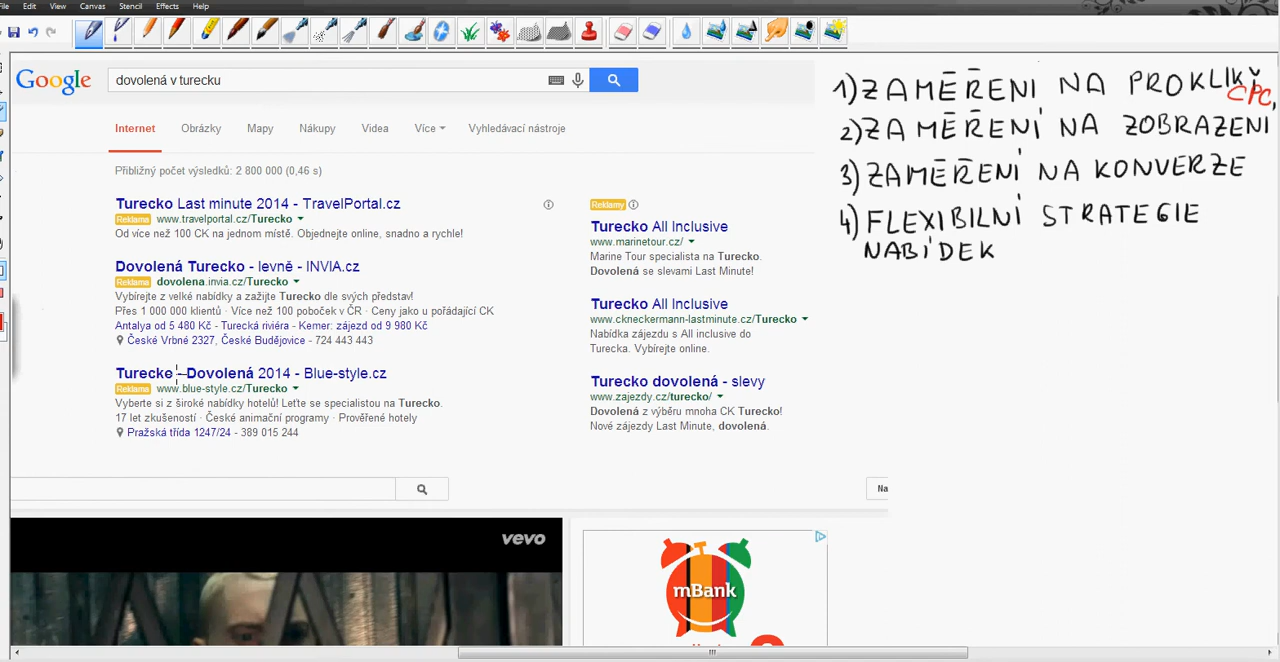 File Edit View Canvas Stencil Effects Help
Google dovolená v turecku
Internet Obrázky Mapy Nákupy Videa Více Vyhledávací nástroje
Přibližný počet výsledků: 2 800 000 (0,46 s)
Turecko Last minute 2014 - TravelPortal.cz
Reklama www.travelportal.cz/Turecko
Od více než 100 CK na jednom místě. Objednejte online, snadno a rychle!
Dovolená Turecko - levně - INVIA.cz
Reklama dovolena.invia.cz/Turecko
Vybírejte z velké nabídky a zažijte Turecko dle svých představ!
Přes 1 000 000 klientů · Více než 100 poboček v ČR · Ceny jako u pořádající CK
Antalya od 5 480 Kč - Turecká riviéra - Kemer: zájezd od 9 980 Kč
České Vrbné 2327, České Budějovice - 724 443 443
Turecke - Dovolená 2014 - Blue-style.cz
Reklama www.blue-style.cz/Turecko
Vyberte si z široké nabídky hotelů! Leťte se specialistou na Turecko.
17 let zkušeností · České animační programy · Prověřené hotely
Pražská třída 1247/24 - 389 015 244
Reklamy
Turecko All Inclusive
www.marinetour.cz/
Marine Tour specialista na Turecko.
Dovolená se slevami Last Minute!
Turecko All Inclusive
www.ckneckermann-lastminute.cz/Turecko
Nabídka zájezdů s All inclusive do
Turecka. Vybírejte online.
Turecko dovolená - slevy
www.zajezdy.cz/turecko/
Dovolená z výběru mnoha CK Turecko!
Nové zájezdy Last Minute, dovolená.
1) ZAMĚŘENÍ NA PROKLIKY
CPC,
2) ZAMĚŘENÍ NA ZOBRAZENÍ
3) ZAMĚŘENÍ NA KONVERZE
4) FLEXIBILNÍ STRATEGIE
NABÍDEK
Na
vevo
mBank